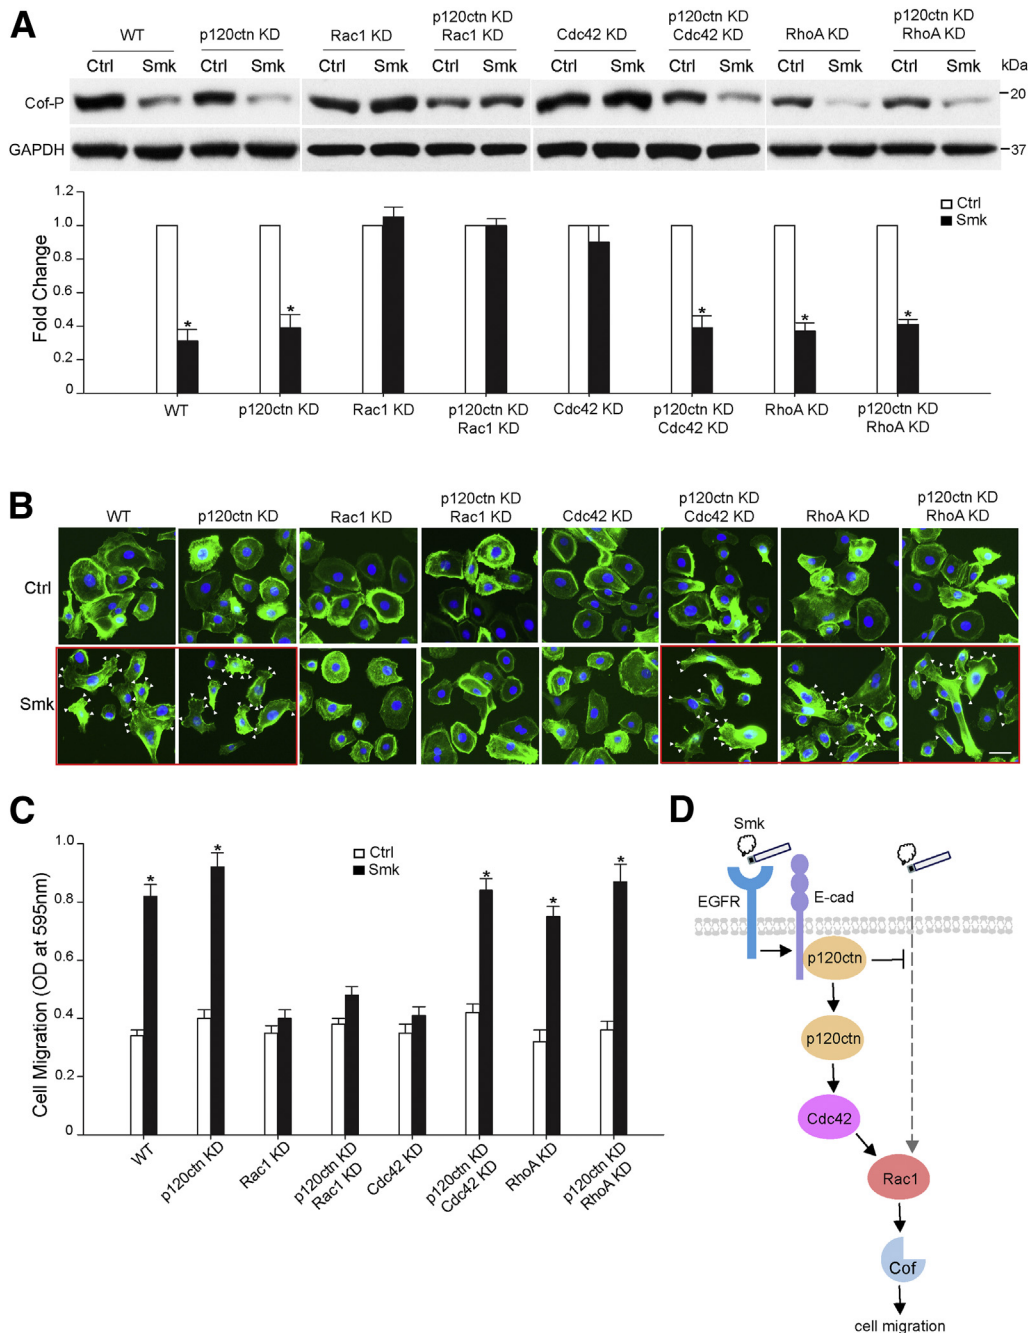 A
WT
p120ctn KD
Rac1 KD
p120ctn KD
Rac1 KD
Cdc42 KD
p120ctn KD
Cdc42 KD
RhoA KD
p120ctn KD
RhoA KD
Ctrl Smk Ctrl Smk Ctrl Smk Ctrl Smk Ctrl Smk Ctrl Smk Ctrl Smk Ctrl Smk
kDa
Cof-P
20
GAPDH
37
Fold Change
1.2
1.0
0.8
0.6
0.4
0.2
0
Ctrl
Smk
* * * * *
WT
p120ctn KD
Rac1 KD
p120ctn KD
Rac1 KD
Cdc42 KD
p120ctn KD
Cdc42 KD
RhoA KD
p120ctn KD
RhoA KD
B
WT
p120ctn KD
Rac1 KD
p120ctn KD
Rac1 KD
Cdc42 KD
p120ctn KD
Cdc42 KD
RhoA KD
p120ctn KD
RhoA KD
Ctrl
Smk
C
Cell Migration (OD at 595nm)
1.0
0.8
0.6
0.4
0.2
0
Ctrl
Smk
* * * * *
WT
p120ctn KD
Rac1 KD
p120ctn KD
Rac1 KD
Cdc42 KD
p120ctn KD
Cdc42 KD
RhoA KD
p120ctn KD
RhoA KD
D
Smk
EGFR
E-cad
p120ctn
p120ctn
Cdc42
Rac1
Cof
cell migration